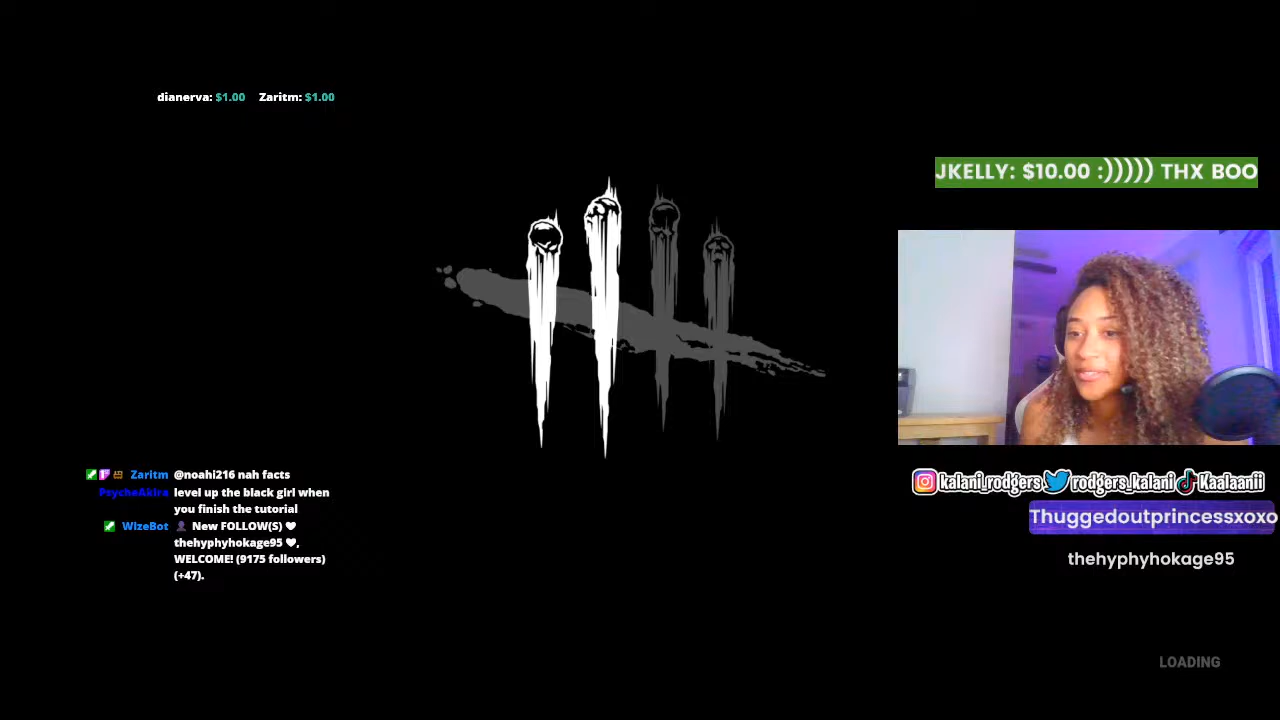 dianerva: $1.00 Zaritm: $1.00
JKELLY: $10.00 :))))) THX BOO
Zaritm @noahi216 nah facts
PsycheAkira level up the black girl when
you finish the tutorial
WizeBot New FOLLOW(S)
thehyphyhokage95 ,
WELCOME! (9175 followers)
(+47).
kalani_rodgers rodgers_kalani Kaalaanii
Thuggedoutprincessxoxo
thehyphyhokage95
LOADING